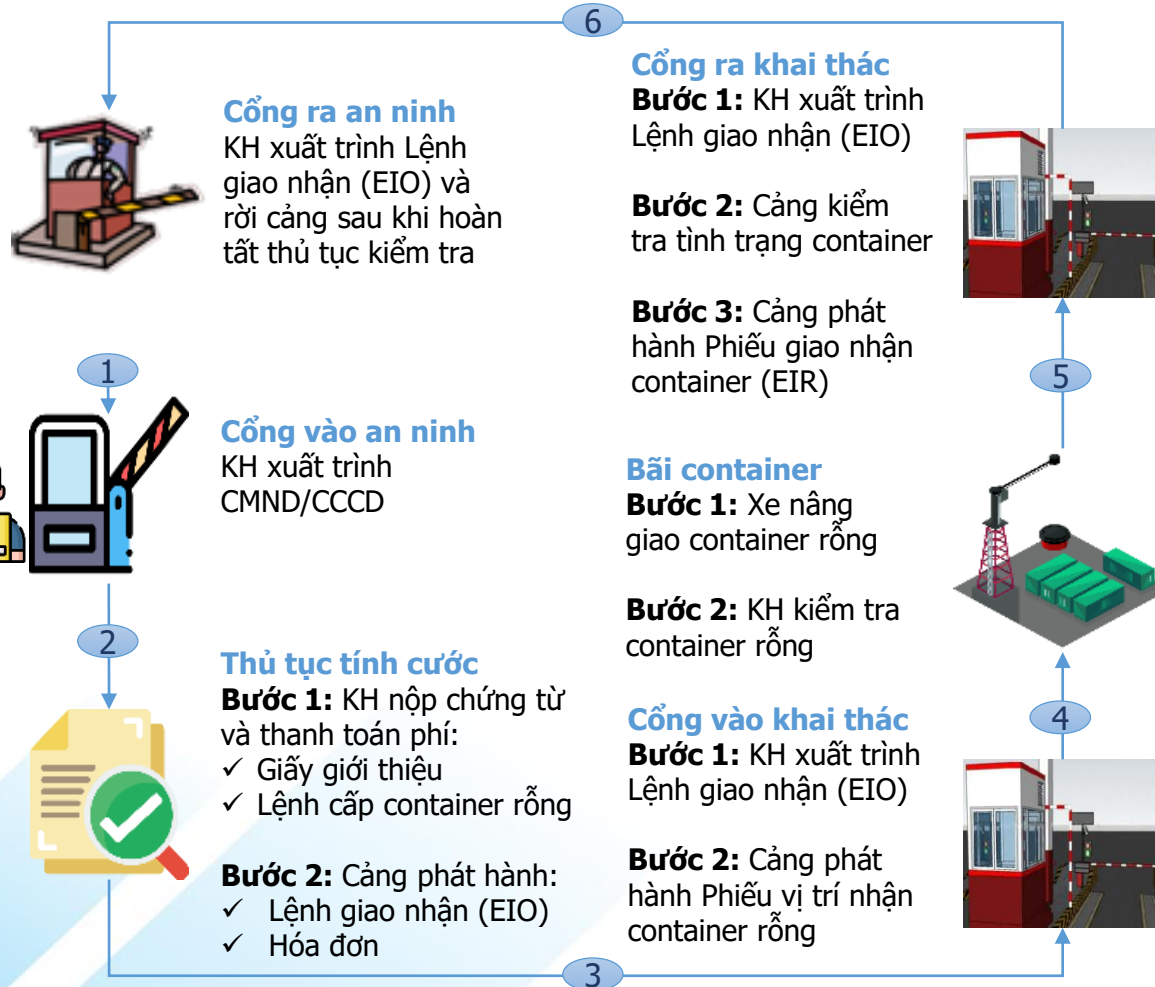 6
Cổng ra an ninh
KH xuất trình Lệnh
giao nhận (EIO) và
rời cảng sau khi hoàn
tất thủ tục kiểm tra
1
Cổng vào an ninh
KH xuất trình
CMND/CCCD
2
Thủ tục tính cước
Bước 1: KH nộp chứng từ
và thanh toán phí:
✓ Giấy giới thiệu
✓ Lệnh cấp container rỗng
Bước 2: Cảng phát hành:
✓ Lệnh giao nhận (EIO)
✓ Hóa đơn
3
Cổng ra khai thác
Bước 1: KH xuất trình
Lệnh giao nhận (EIO)
Bước 2: Cảng kiểm
tra tình trạng container
Bước 3: Cảng phát
hành Phiếu giao nhận
container (EIR)
5
Bãi container
Bước 1: Xe nâng
giao container rỗng
Bước 2: KH kiểm tra
container rỗng
4
Cổng vào khai thác
Bước 1: KH xuất trình
Lệnh giao nhận (EIO)
Bước 2: Cảng phát
hành Phiếu vị trí nhận
container rỗng